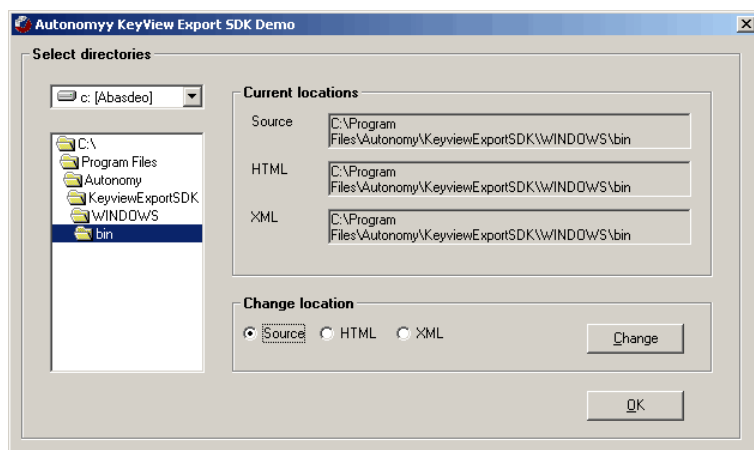 Autonomyy KeyView Export SDK Demo
Select directories
c: [Abasdeo]
C:\
Program Files
Autonomy
KeyviewExportSDK
WINDOWS
bin
Current locations
Source
C:\Program
Files\Autonomy\KeyviewExportSDK\WINDOWS\bin
HTML
C:\Program
Files\Autonomy\KeyviewExportSDK\WINDOWS\bin
XML
C:\Program
Files\Autonomy\KeyviewExportSDK\WINDOWS\bin
Change location
Source HTML XML
Change
OK